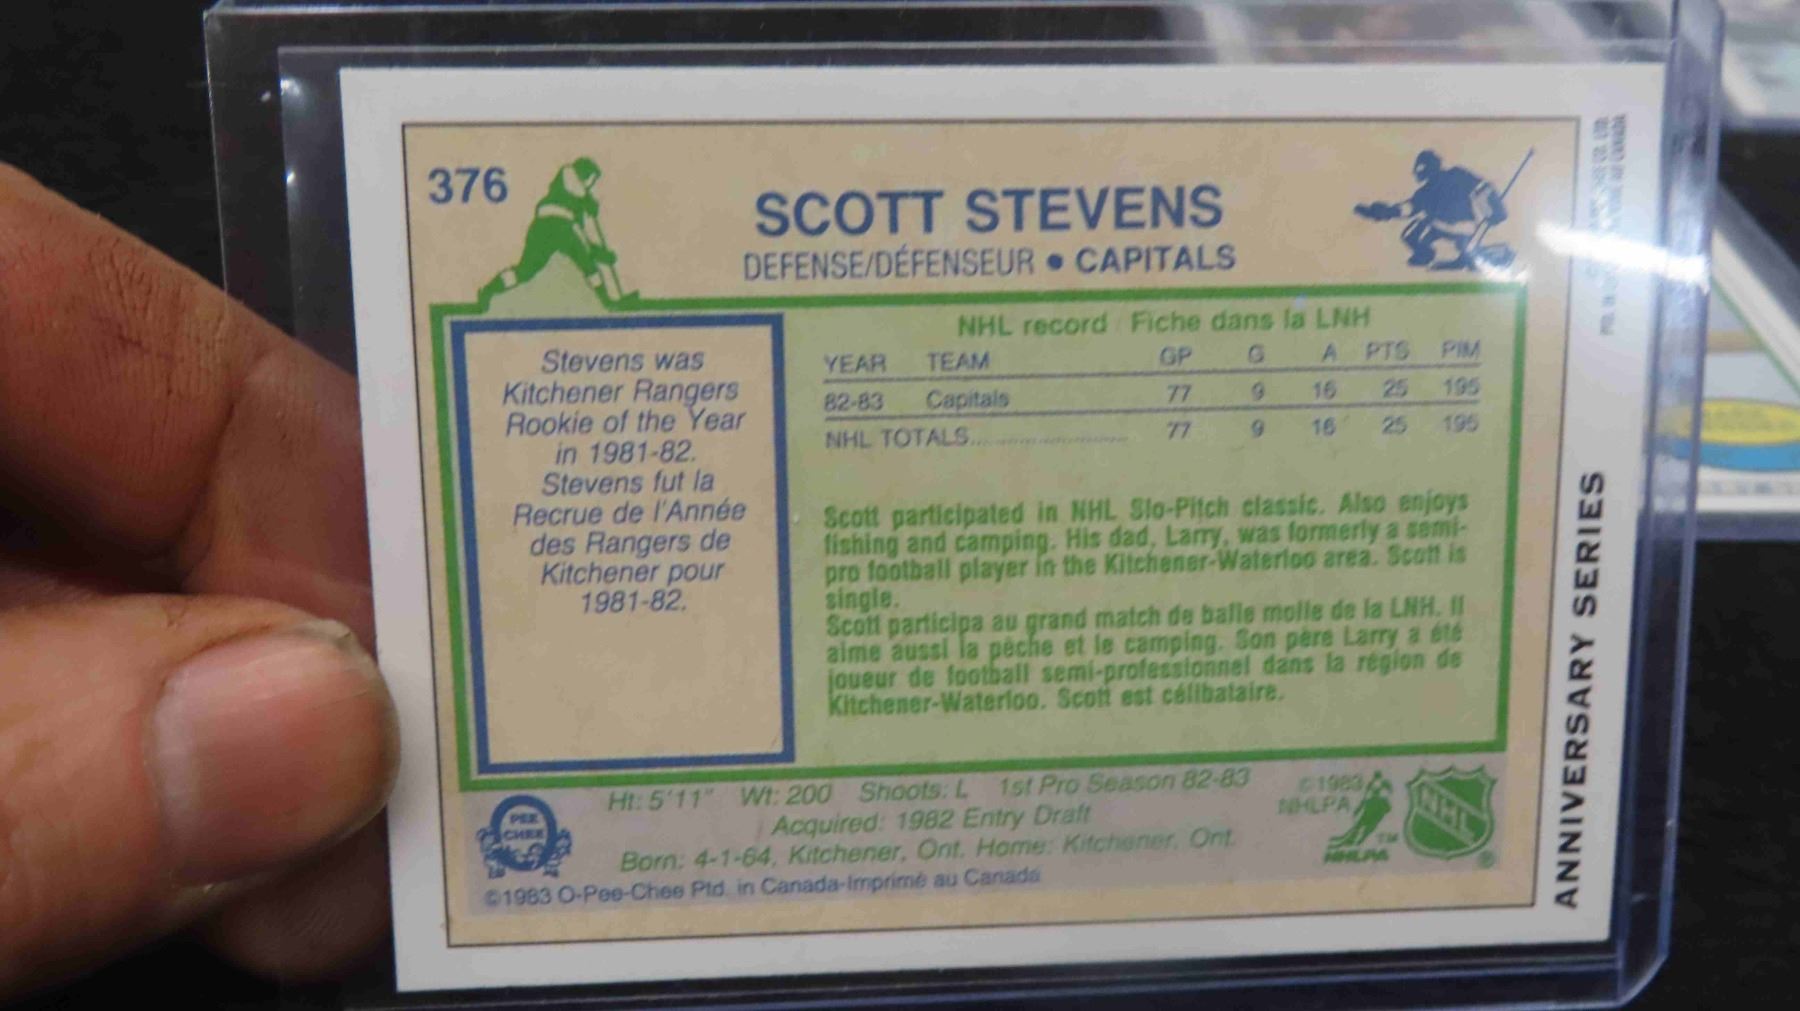 376
SCOTT STEVENS
DEFENSE/DÉFENSEUR • CAPITALS
Stevens was
Kitchener Rangers
Rookie of the Year
in 1981-82.
Stevens fut la
Recrue de l'Année
des Rangers de
Kitchener pour
1981-82.
NHL record Fiche dans la LNH
YEAR TEAM GP G A PTS PIM
82-83 Capitals 77 9 16 25 195
NHL TOTALS.......................... 77 9 16 25 195
Scott participated in NHL Slo-Pitch classic. Also enjoys
fishing and camping. His dad, Larry, was formerly a semi-
pro football player in the Kitchener-Waterloo area. Scott is
single.
Scott participa au grand match de balle molle de la LNH. Il
aime aussi la pêche et le camping. Son père Larry a été
joueur de football semi-professionnel dans la région de
Kitchener-Waterloo. Scott est célibataire.
Ht: 5'11" Wt: 200 Shoots: L 1st Pro Season 82-83
Acquired: 1982 Entry Draft
Born: 4-1-64, Kitchener, Ont. Home: Kitchener, Ont.
©1983 O-Pee-Chee Ptd. in Canada-Imprimé au Canada
PEE
CHEE
©1983
NHLPA
NHLPA
TM
NHL
®
ANNIVERSARY SERIES